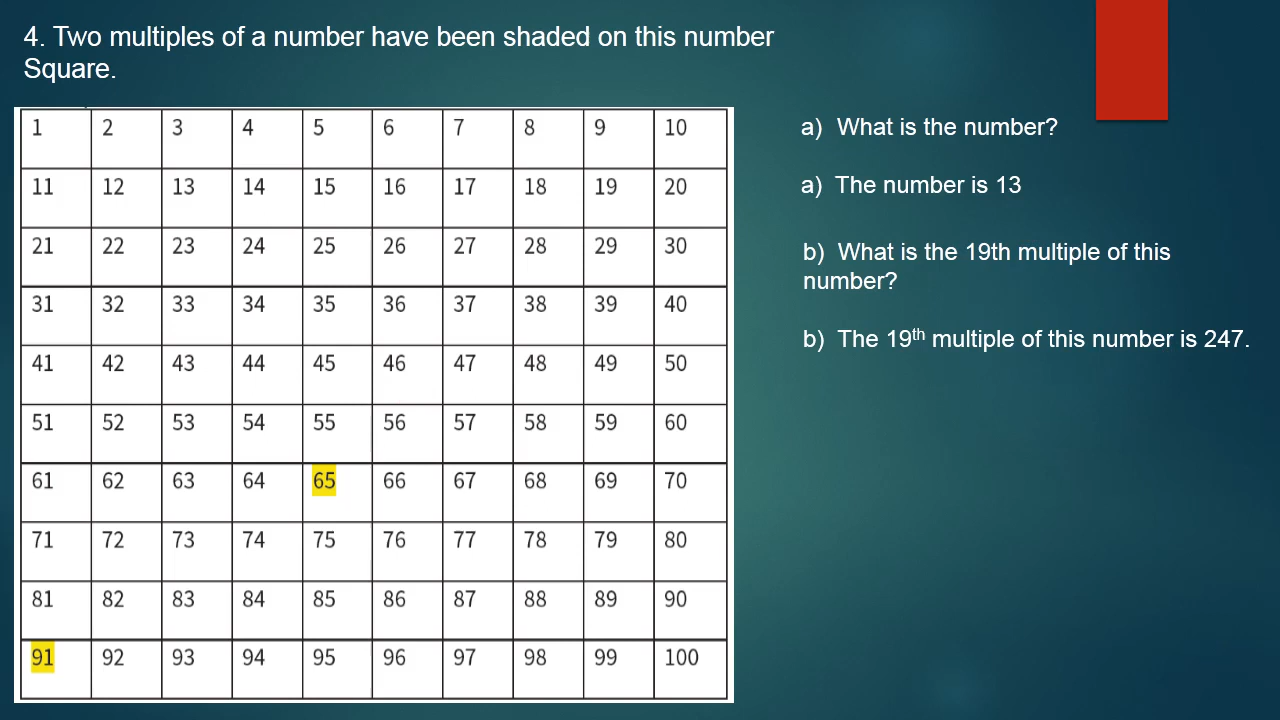 4. Two multiples of a number have been shaded on this number
Square.
1 2 3 4 5 6 7 8 9 10
11 12 13 14 15 16 17 18 19 20
21 22 23 24 25 26 27 28 29 30
31 32 33 34 35 36 37 38 39 40
41 42 43 44 45 46 47 48 49 50
51 52 53 54 55 56 57 58 59 60
61 62 63 64 65 66 67 68 69 70
71 72 73 74 75 76 77 78 79 80
81 82 83 84 85 86 87 88 89 90
91 92 93 94 95 96 97 98 99 100
a) What is the number?
a) The number is 13
b) What is the 19th multiple of this
number?
b) The 19th multiple of this number is 247.